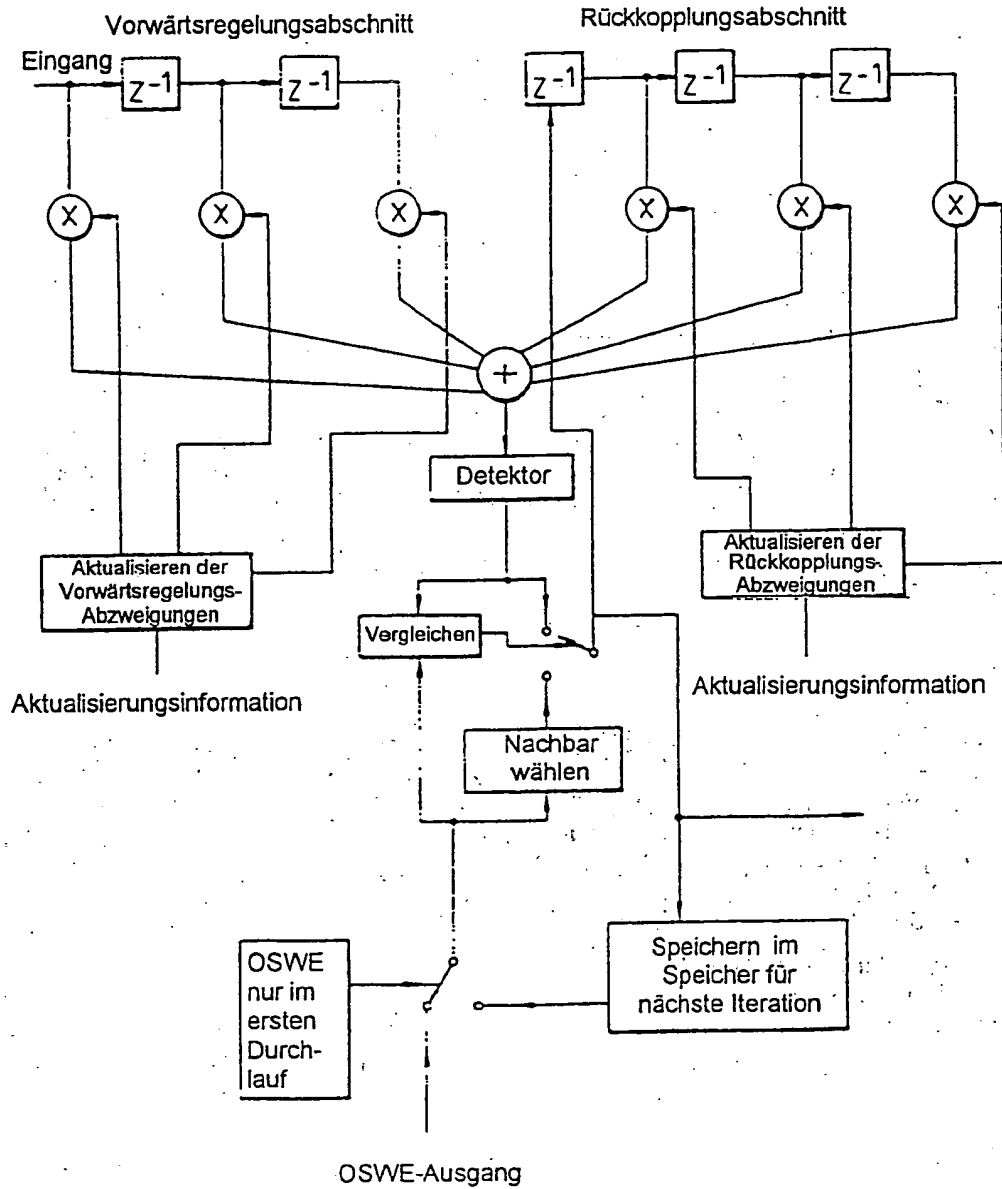 Vorwärtsregelungsabschnitt
Rückkopplungsabschnitt
Eingang
Z⁻¹
Z⁻¹
Z⁻¹
Z⁻¹
Z⁻¹
X
X
X
X
X
X
+
Detektor
Aktualisieren der
Vorwärtsregelungs-
Abzweigungen
Aktualisieren der
Rückkopplungs-
Abzweigungen
Vergleichen
Aktualisierungsinformation
Aktualisierungsinformation
Nachbar
wählen
OSWE
nur im
ersten
Durch-
lauf
Speichern im
Speicher für
nächste Iteration
OSWE-Ausgang